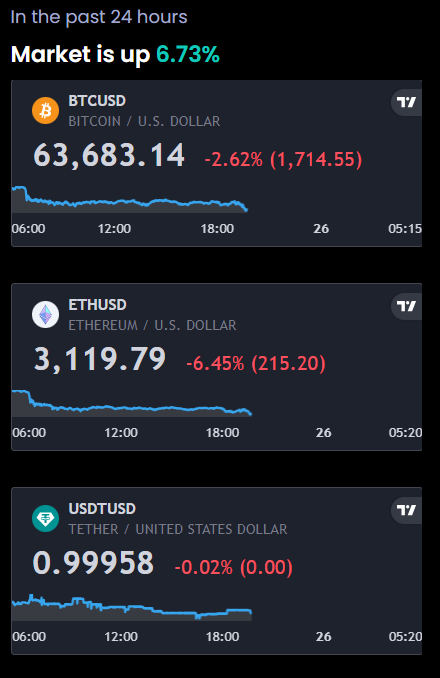 In the past 24 hours
Market is up 6.73%
BTCUSD
BITCOIN / U.S. DOLLAR
63,683.14 -2.62% (1,714.55)
06:00 12:00 18:00 26 05:15
ETHUSD
ETHEREUM / U.S. DOLLAR
3,119.79 -6.45% (215.20)
06:00 12:00 18:00 26 05:20
USDTUSD
TETHER / UNITED STATES DOLLAR
0.99958 -0.02% (0.00)
06:00 12:00 18:00 26 05:20